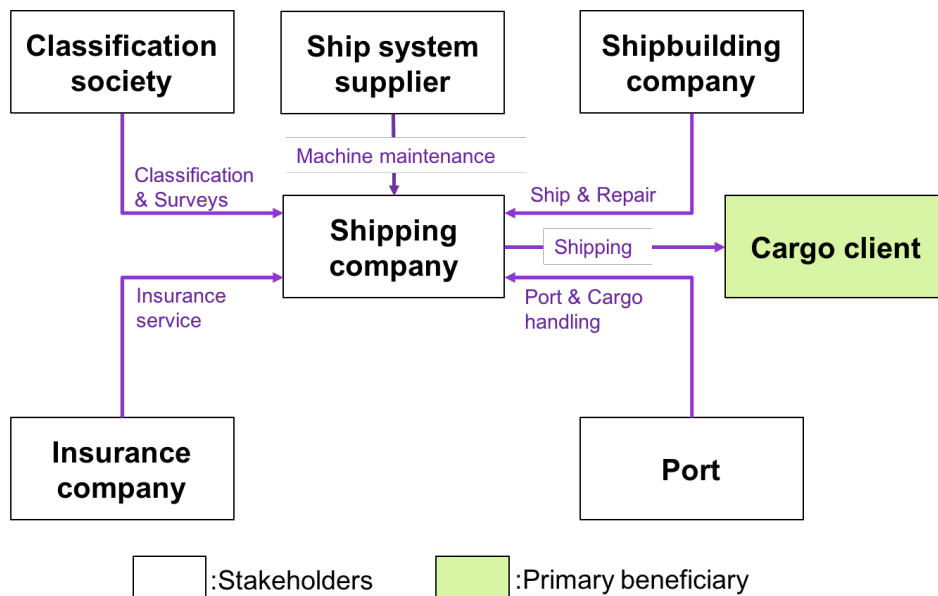 Classification
society
Ship system
supplier
Shipbuilding
company
Machine maintenance
Classification
& Surveys
Ship & Repair
Shipping
company
Shipping
Cargo client
Insurance
service
Port & Cargo
handling
Insurance
company
Port
:Stakeholders
:Primary beneficiary